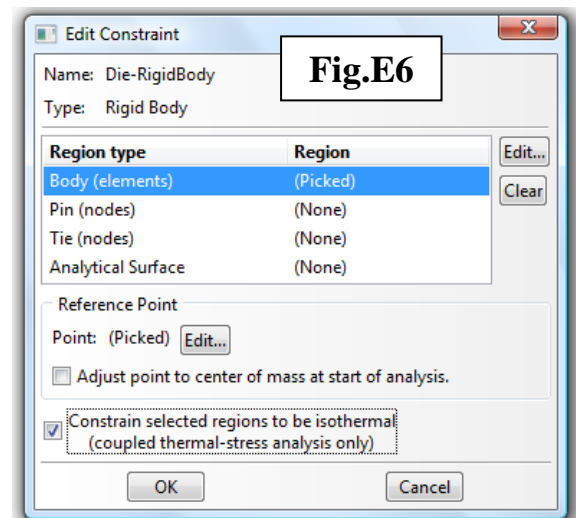 Edit Constraint
Fig.E6
Name: Die-RigidBody
Type: Rigid Body
Region type Region
Edit...
Body (elements) (Picked)
Clear
Pin (nodes) (None)
Tie (nodes) (None)
Analytical Surface (None)
Reference Point
Point: (Picked) Edit...
Adjust point to center of mass at start of analysis.
Constrain selected regions to be isothermal
(coupled thermal-stress analysis only)
OK Cancel